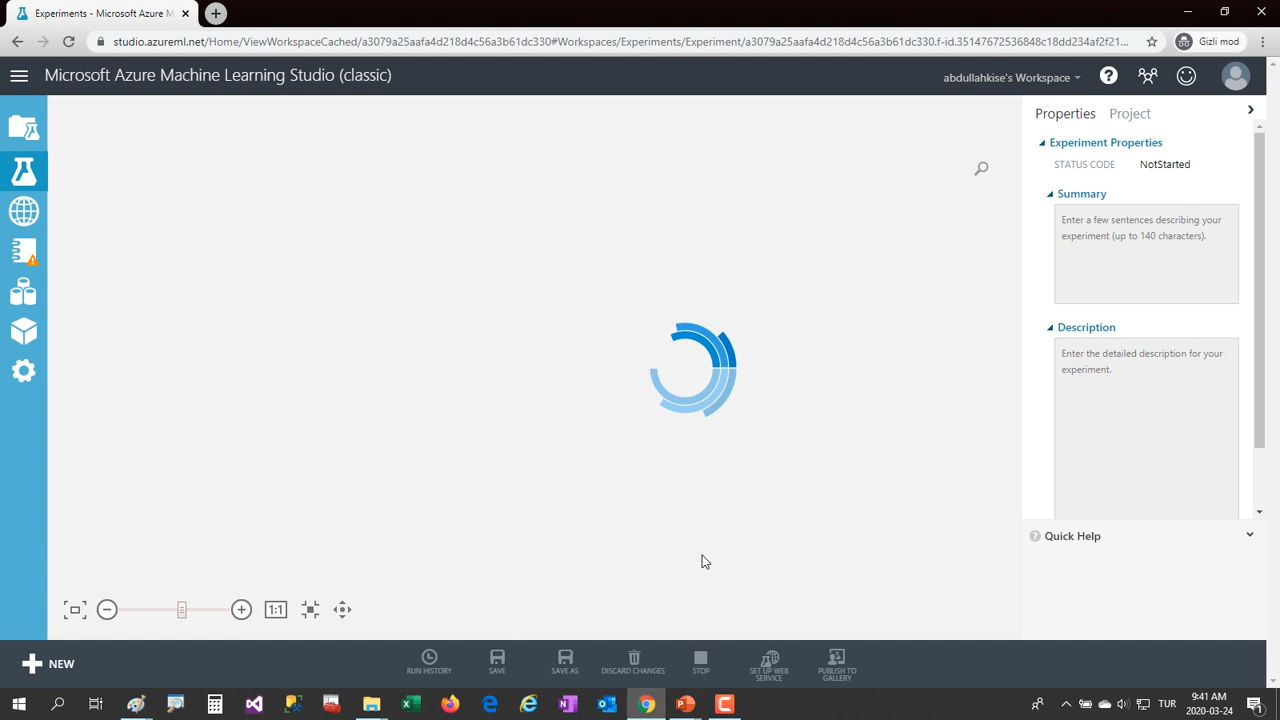 Experiments - Microsoft Azure M
studio.azureml.net/Home/ViewWorkspaceCached/a3079a25aafa4d218d4c56a3b61dc330#Workspaces/Experiments/Experiment/a3079a25aafa4d218d4c56a3b61dc330.f-id.35147672536848c18dd234af2f21...
Gizli mod
Microsoft Azure Machine Learning Studio (classic)
abdullahkise's Workspace
Properties Project
Experiment Properties
STATUS CODE NotStarted
Summary
Enter a few sentences describing your
experiment (up to 140 characters).
Description
Enter the detailed description for your
experiment.
Quick Help
1:1
NEW
RUN HISTORY
SAVE
SAVE AS
DISCARD CHANGES
STOP
SET UP WEB
SERVICE
PUBLISH TO
GALLERY
TUR
9:41 AM
2020-03-24
1